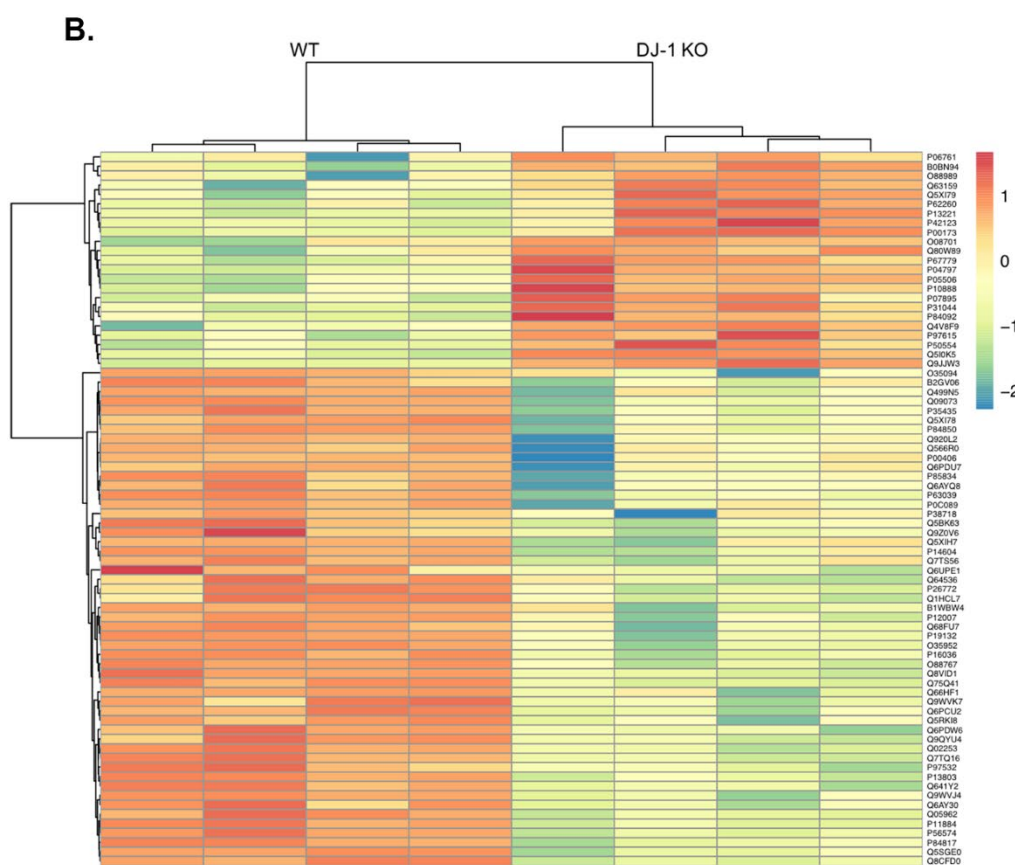 B.
WT
DJ-1 KO
P06761
B0BN94
O88989
Q63159
Q5XI79
P62260
P13221
P42123
P00173
O08701
Q80W89
P67779
P04797
P05506
P10888
P07895
P31044
P84092
Q4V8F9
P97615
P50554
Q5I0K5
Q9JJW3
O35094
B2GV06
Q499N5
Q09073
P35435
Q5XI78
P84850
Q920L2
Q566R0
P00406
Q6PDU7
P85834
Q6AYQ8
P63039
P0C089
P38718
Q5BK63
Q9Z0V6
Q5XIH7
P14604
Q7TS56
Q6UPE1
Q64536
P26772
Q1HCL7
B1WBW4
P12007
Q68FU7
P19132
O35952
P16036
O88767
Q8VID1
Q75Q41
Q66HF1
Q9WVK7
Q6PCU2
Q5RKI8
Q6PDW6
Q9QYU4
Q02253
Q7TQ16
P97532
P13803
Q641Y2
Q9WVJ4
Q6AY30
Q05962
P11884
P56574
P84817
Q5SGE0
Q8CFD0
1
0
−1
−2